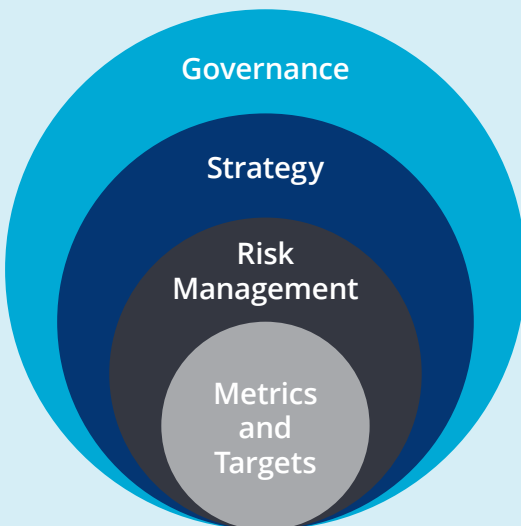 Governance
Strategy
Risk
Management
Metrics
and
Targets